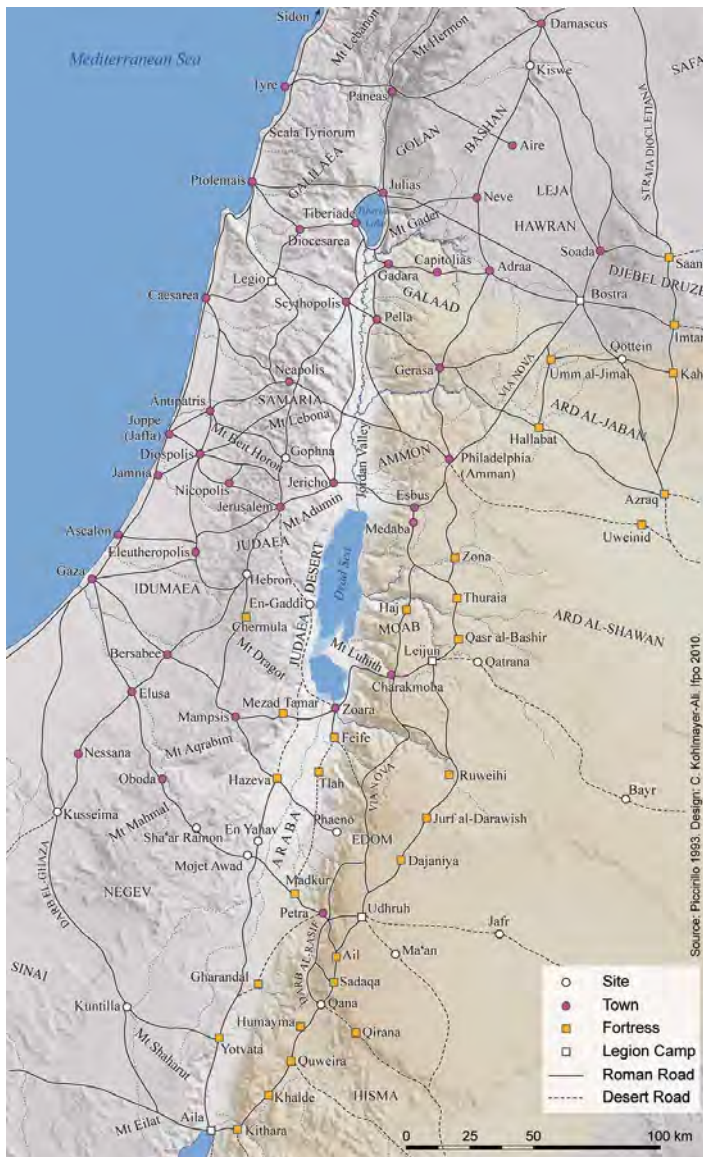 Sidon
Mt Lebanon
Mt Hermon
Damascus
Mediterranean Sea
Kiswe
SAFA
Tyre
Paneas
STRATA DIOCLETIANA
Scala Tyriorum
GOLAN
BASHAN
Aire
GALILAEA
Ptolemais
Julias
Neve
LEJA
Tiberiade
Mt Gader
HAWRAN
Diocesarea
Soada
Saan
Capitolias
Legio
Gadara
Adraa
DJEBEL DRUZE
GALAAD
Caesarea
Scythopolis
Bostra
Pella
Imtan
Qottein
Neapolis
Gerasa
VIA NOVA
Umm al-Jimal
Kah
SAMARIA
Antipatris
Mt Lebona
ARD AL-JABAN
Joppe
(Jaffa)
Mt Beit Horon
Hallabat
Diospolis
Gophna
Jordan Valley
AMMON
Philadelphia
(Amman)
Jamnia
Nicopolis
Jericho
Esbus
Azraq
Jerusalem
Mt Adumin
Medaba
Uweinid
Ascalon
Eleutheropolis
JUDAEA
Dead Sea
Zona
Gaza
Hebron
IDUMAEA
En-Gaddi
JUDAEA DESERT
Haj
Thuraia
Chermula
MOAB
ARD AL-SHAWAN
Qasr al-Bashir
Bersabee
Mt Dragot
Mt Luhith
Leijun
Qatrana
Elusa
Charakmoba
Mezad Tamar
Zoara
Mampsis
Feife
Nessana
Mt Aqrabim
Oboda
Hazeva
Tlah
VIA NOVA
Ruweihi
Bayr
Kusseima
Mt Mahmal
Phaeno
Jurf al-Darawish
Sha'ar Ramon
En Yahav
ARABA
EDOM
Mojet Awad
Dajaniya
DARB EL-GHAZA
NEGEV
Madkur
Petra
Udhruh
Jafr
DARB AL-RASIF
Ma'an
Ail
SINAI
Gharandal
Sadaqa
Kuntilla
Qana
Humayma
Qirana
Mt Shaharut
Yotvata
Quweira
Khalde
HISMA
Mt Eilat
Aila
Kithara
Site
Town
Fortress
Legion Camp
Roman Road
Desert Road
0 25 50 100 km
Source: Piccirillo 1993. Design: C. Kohlmayer-Ali. Ifpo 2010.